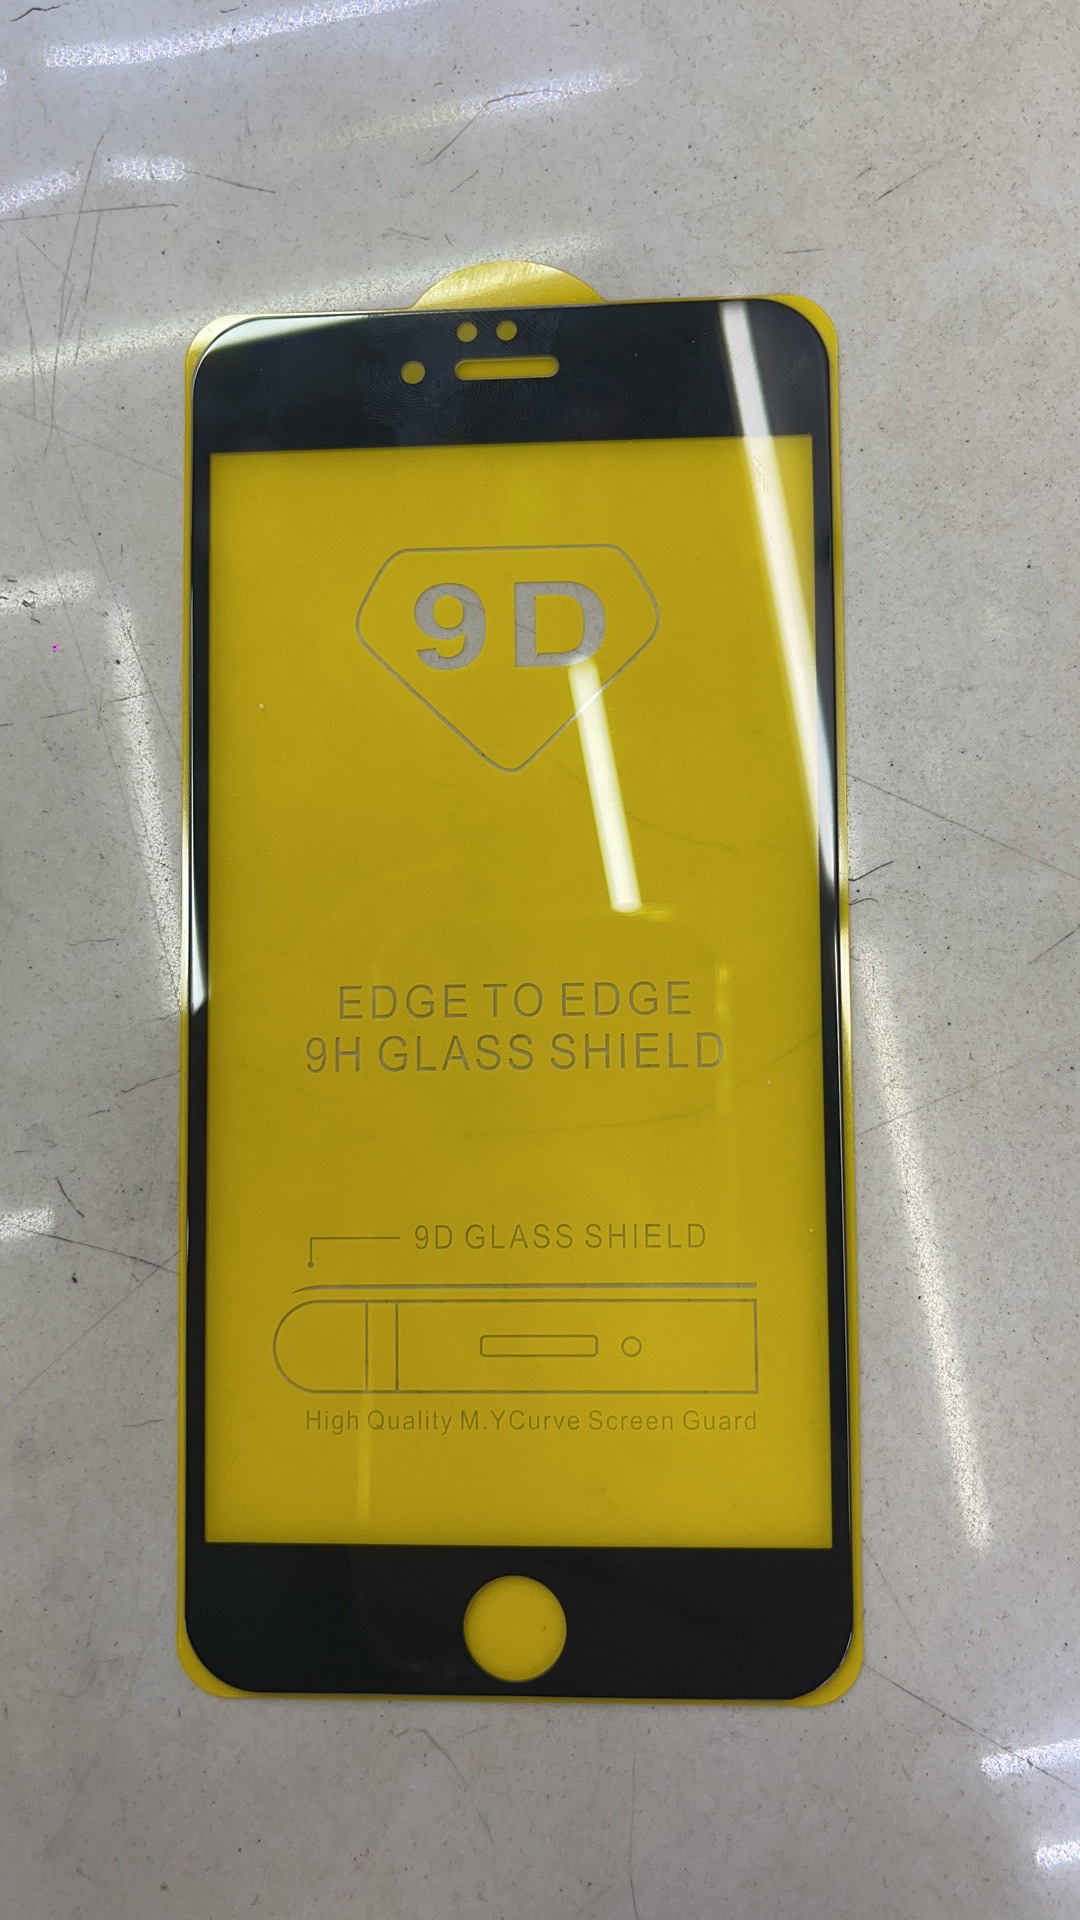 9D
EDGE TO EDGE
9H GLASS SHIELD
9D GLASS SHIELD
High Quality M.YCurve Screen Guard